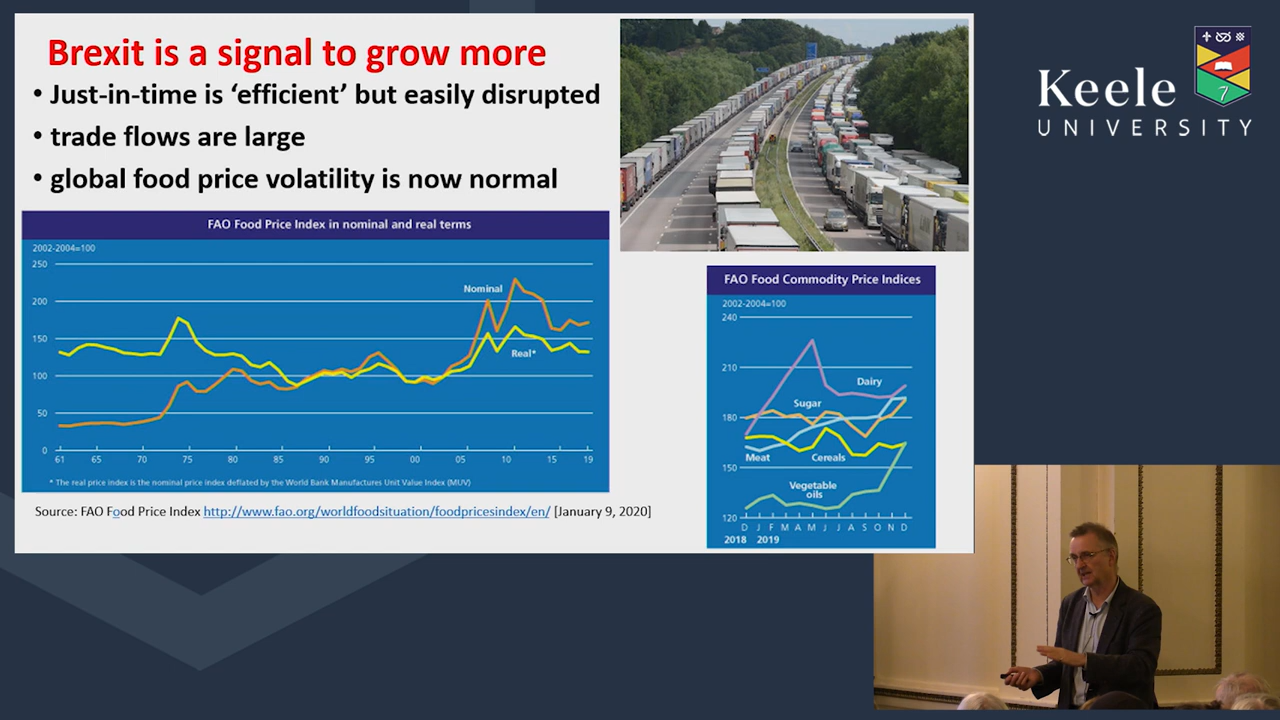 Brexit is a signal to grow more
• Just-in-time is ‘efficient’ but easily disrupted
• trade flows are large
• global food price volatility is now normal
Keele
UNIVERSITY
FAO Food Price Index in nominal and real terms
2002-2004=100
250
200
150
100
50
0
Nominal
Real*
61 65 70 75 80 85 90 95 00 05 10 15 19
* The real price index is the nominal price index deflated by the World Bank Manufactures Unit Value Index (MUV)
FAO Food Commodity Price Indices
2002-2004=100
240
210
180
150
120
Dairy
Sugar
Meat
Cereals
Vegetable
oils
D J F M A M J J A S O N D
2018 2019
Source: FAO Food Price Index http://www.fao.org/worldfoodsituation/foodpricesindex/en/ [January 9, 2020]